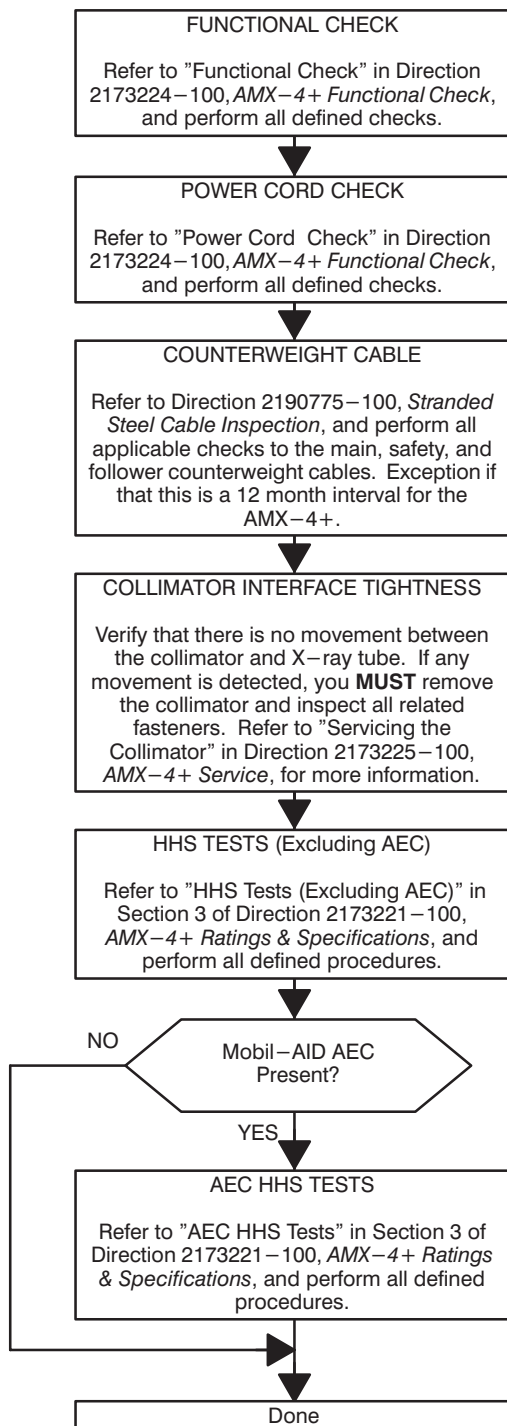 FUNCTIONAL CHECK
Refer to ”Functional Check” in Direction
2173224–100, AMX–4+ Functional Check,
and perform all defined checks.
POWER CORD CHECK
Refer to ”Power Cord  Check” in Direction
2173224–100, AMX–4+ Functional Check,
and perform all defined checks.
COUNTERWEIGHT CABLE
Refer to Direction 2190775–100, Stranded
Steel Cable Inspection, and perform all
applicable checks to the main, safety, and
follower counterweight cables.  Exception if
that this is a 12 month interval for the
AMX–4+.
COLLIMATOR INTERFACE TIGHTNESS
Verify that there is no movement between
the collimator and X–ray tube.  If any
movement is detected, you MUST remove
the collimator and inspect all related
fasteners.  Refer to ”Servicing the
Collimator” in Direction 2173225–100,
AMX–4+ Service, for more information.
HHS TESTS (Excluding AEC)
Refer to ”HHS Tests (Excluding AEC)” in
Section 3 of Direction 2173221–100,
AMX–4+ Ratings & Specifications, and
perform all defined procedures.
NO
Mobil–AID AEC
Present?
YES
AEC HHS TESTS
Refer to ”AEC HHS Tests” in Section 3 of
Direction 2173221–100, AMX–4+ Ratings
& Specifications, and perform all defined
procedures.
Done